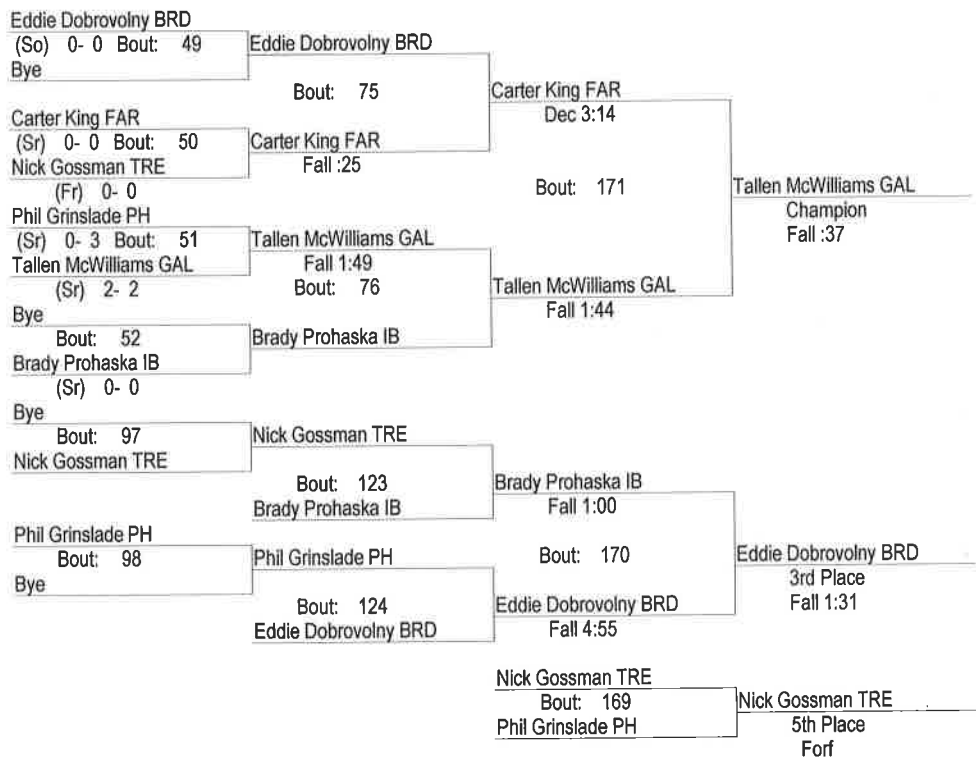 Eddie Dobrovolny BRD
(So) 0- 0 Bout: 49
Bye
Eddie Dobrovolny BRD
Bout: 75
Carter King FAR
(Sr) 0- 0 Bout: 50
Nick Gossman TRE
(Fr) 0- 0
Carter King FAR
Fall :25
Carter King FAR
Dec 3:14
Phil Grinslade PH
(Sr) 0- 3 Bout: 51
Tallen McWilliams GAL
(Sr) 2- 2
Tallen McWilliams GAL
Fall 1:49
Bout: 76
Bye
Bout: 52
Brady Prohaska IB
(Sr) 0- 0
Brady Prohaska IB
Tallen McWilliams GAL
Fall 1:44
Bout: 171
Tallen McWilliams GAL
Champion
Fall :37
Bye
Bout: 97
Nick Gossman TRE
Nick Gossman TRE
Bout: 123
Brady Prohaska IB
Brady Prohaska IB
Fall 1:00
Phil Grinslade PH
Bout: 98
Bye
Phil Grinslade PH
Bout: 124
Eddie Dobrovolny BRD
Eddie Dobrovolny BRD
Fall 4:55
Bout: 170
Eddie Dobrovolny BRD
3rd Place
Fall 1:31
Nick Gossman TRE
Bout: 169
Phil Grinslade PH
Nick Gossman TRE
5th Place
Forf